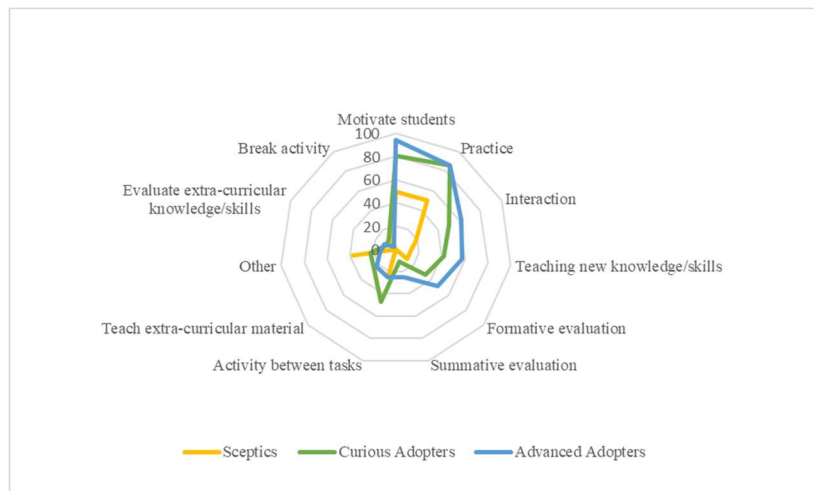 Motivate students
100
80
60
40
20
0
Practice
Interaction
Teaching new knowledge/skills
Formative evaluation
Summative evaluation
Activity between tasks
Teach extra-curricular material
Other
Evaluate extra-curricular
knowledge/skills
Break activity
Sceptics
Curious Adopters
Advanced Adopters